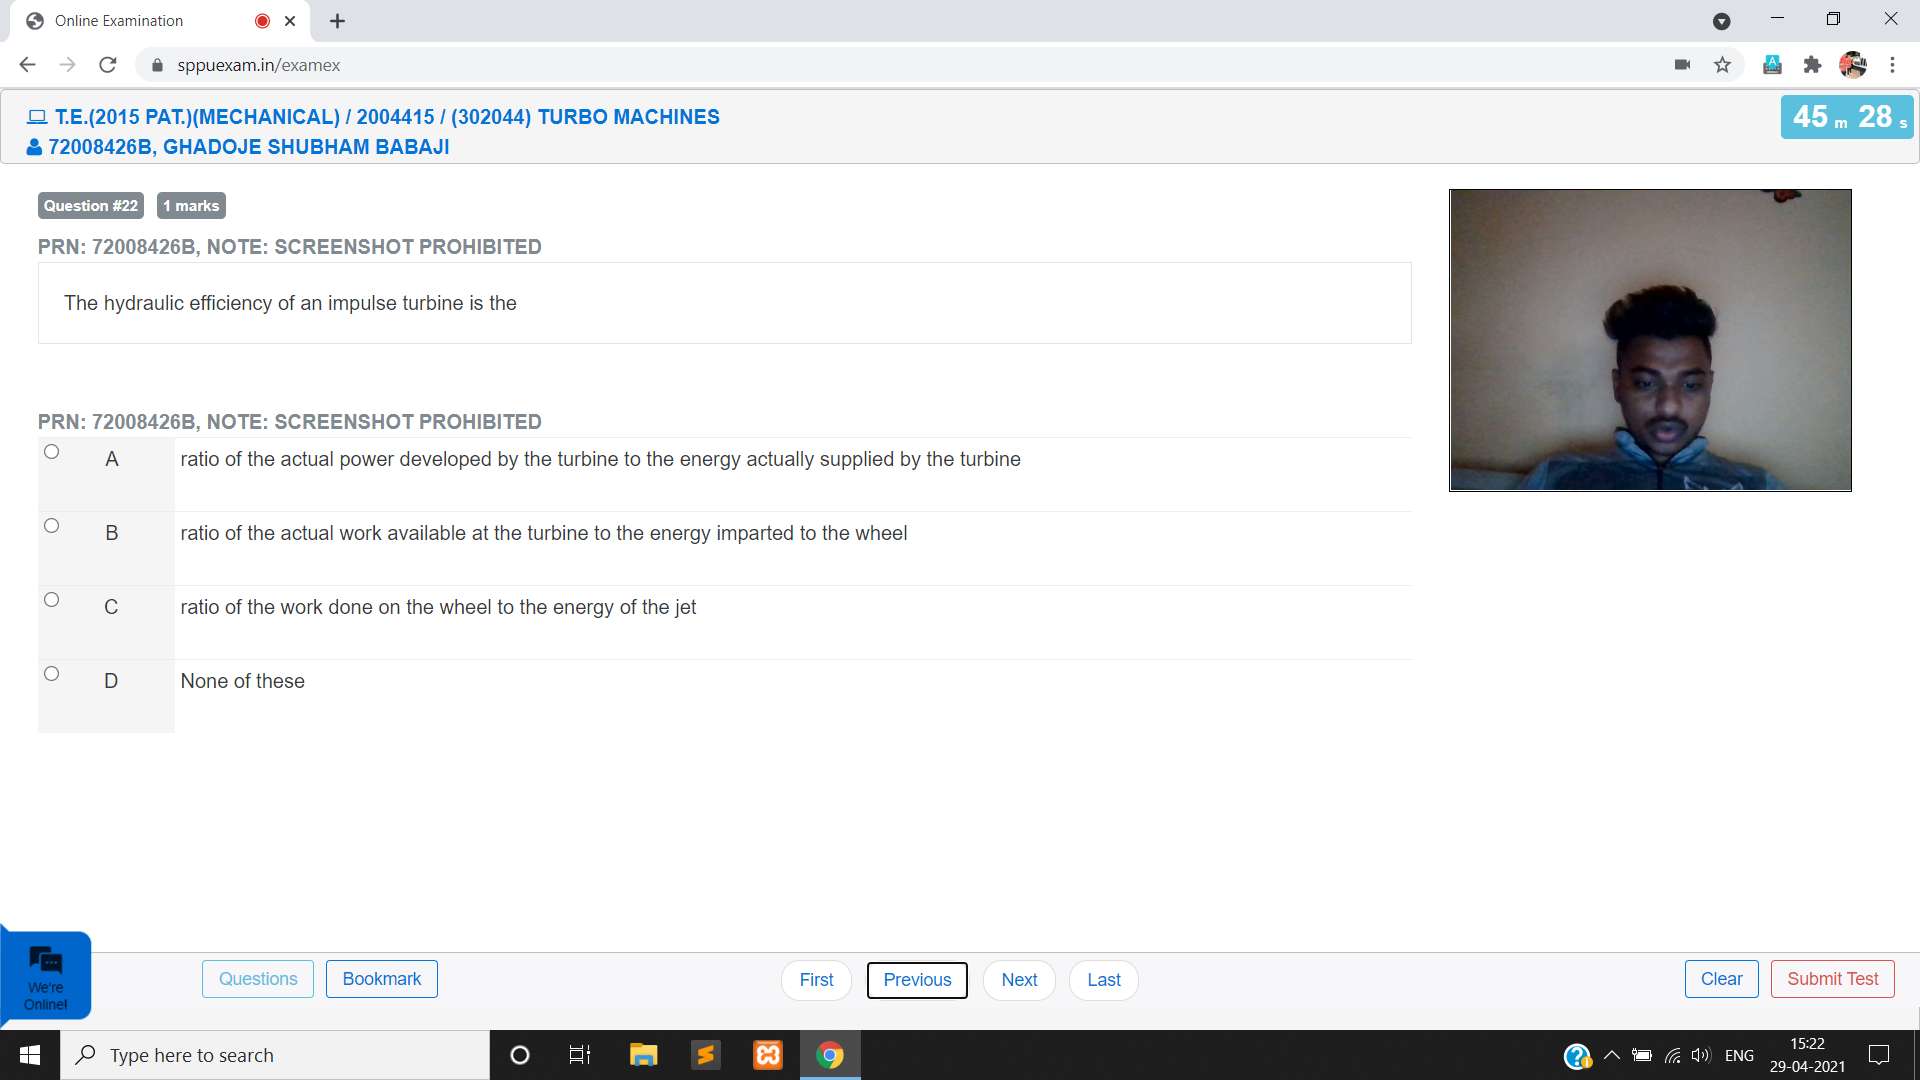 Online Examination
sppuexam.in/examex
T.E.(2015 PAT.)(MECHANICAL) / 2004415 / (302044) TURBO MACHINES
72008426B, GHADOJE SHUBHAM BABAJI
45 m 28 s
Question #22 1 marks
PRN: 72008426B, NOTE: SCREENSHOT PROHIBITED
The hydraulic efficiency of an impulse turbine is the
PRN: 72008426B, NOTE: SCREENSHOT PROHIBITED
A ratio of the actual power developed by the turbine to the energy actually supplied by the turbine
B ratio of the actual work available at the turbine to the energy imparted to the wheel
C ratio of the work done on the wheel to the energy of the jet
D None of these
We're
Online!
Questions Bookmark First Previous Next Last Clear Submit Test
Type here to search
ENG
15:22
29-04-2021